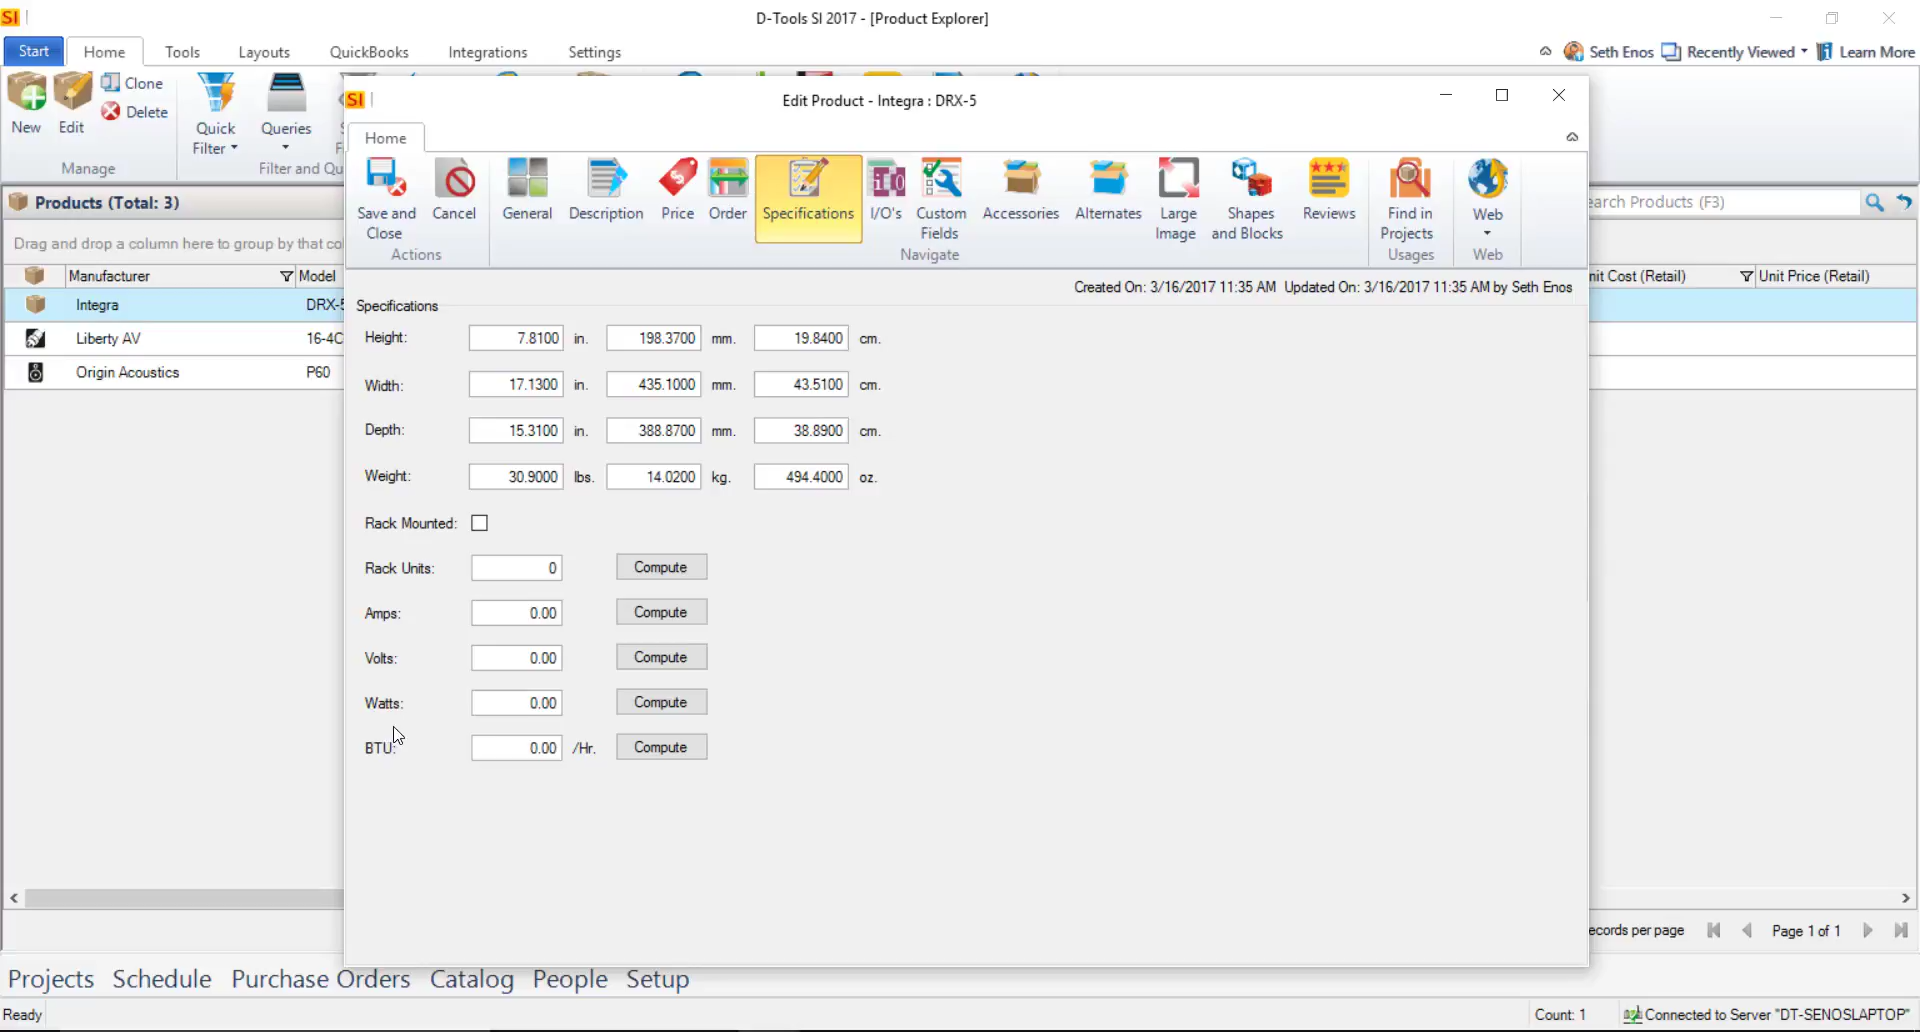 SI
D-Tools SI 2017 - [Product Explorer]
Start Home Tools Layouts QuickBooks Integrations Settings
Seth Enos Recently Viewed Learn More
New Edit Clone Delete Quick Filter Queries
Manage Filter and Qu
SI Edit Product - Integra : DRX-5
Home
Save and Close Cancel General Description Price Order Specifications I/O's Custom Fields Accessories Alternates Large Image Shapes and Blocks Reviews Find in Projects Web
Actions Navigate Usages Web
Products (Total: 3)
earch Products (F3)
Drag and drop a column here to group by that co
Manufacturer Model
nit Cost (Retail) Unit Price (Retail)
Integra DRX-5
Liberty AV 16-4C
Origin Acoustics P60
Created On: 3/16/2017 11:35 AM Updated On: 3/16/2017 11:35 AM by Seth Enos
Specifications
Height: 7.8100 in. 198.3700 mm. 19.8400 cm.
Width: 17.1300 in. 435.1000 mm. 43.5100 cm.
Depth: 15.3100 in. 388.8700 mm. 38.8900 cm.
Weight: 30.9000 lbs. 14.0200 kg. 494.4000 oz.
Rack Mounted:
Rack Units: 0 Compute
Amps: 0.00 Compute
Volts: 0.00 Compute
Watts: 0.00 Compute
BTU: 0.00 /Hr. Compute
ecords per page Page 1 of 1
Projects Schedule Purchase Orders Catalog People Setup
Ready Count: 1 Connected to Server "DT-SENOSLAPTOP"